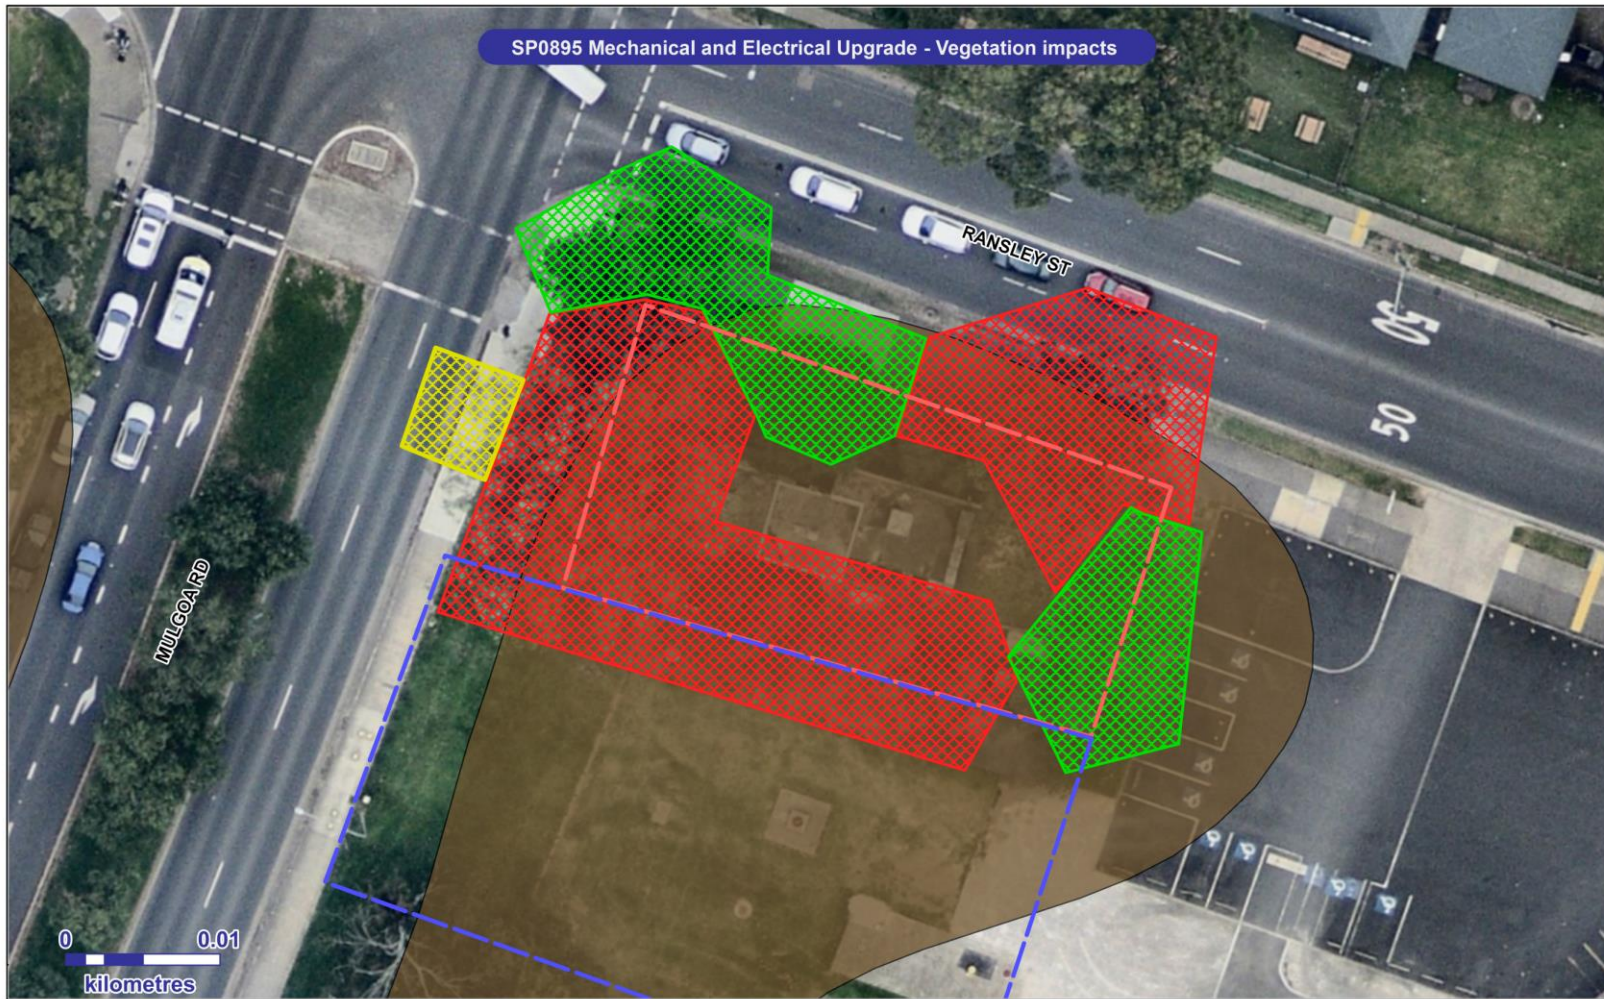 SP0895 Mechanical and Electrical Upgrade - Vegetation impacts
RANSLEY ST
50
50
MULGOA RD
0 0.01
kilometres